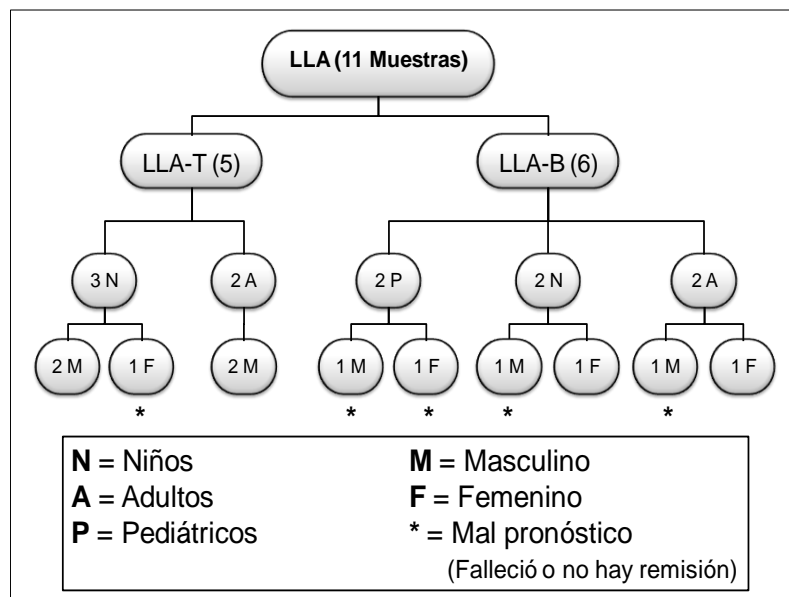 LLA (11 Muestras)
LLA-T (5)
LLA-B (6)
3 N
2 A
2 P
2 N
2 A
2 M
1 F
2 M
1 M
1 F
1 M
1 F
1 M
1 F
* * * * *
N = Niños
A = Adultos
P = Pediátricos
M = Masculino
F = Femenino
* = Mal pronóstico
(Falleció o no hay remisión)